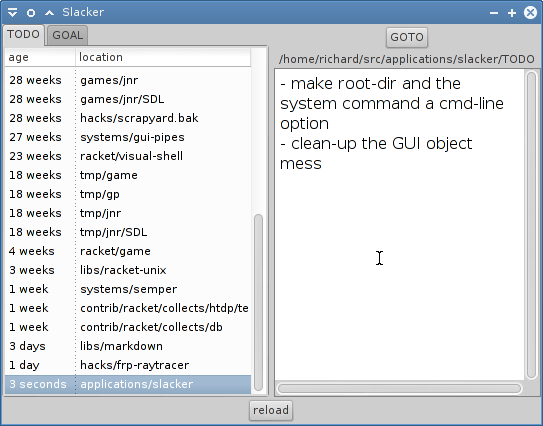 Slacker
TODO GOAL
age location
28 weeks games/jnr
28 weeks games/jnr/SDL
28 weeks hacks/scrapyard.bak
27 weeks systems/gui-pipes
23 weeks racket/visual-shell
18 weeks tmp/game
18 weeks tmp/gp
18 weeks tmp/jnr
18 weeks tmp/jnr/SDL
4 weeks racket/game
3 weeks libs/racket-unix
1 week systems/semper
1 week contrib/racket/collects/htdp/te
1 week contrib/racket/collects/db
3 days libs/markdown
1 day hacks/frp-raytracer
3 seconds applications/slacker
GOTO
/home/richard/src/applications/slacker/TODO
- make root-dir and the
system command a cmd-line
option
- clean-up the GUI object
mess
reload